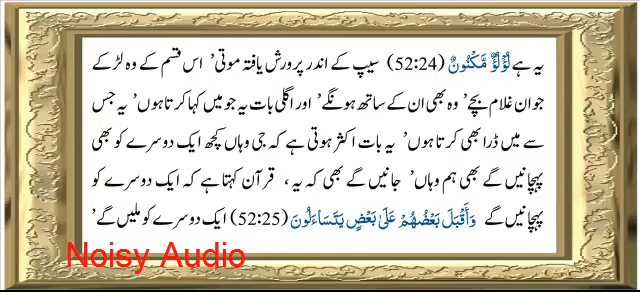 یہ ہے لُؤْلُؤٌ مَّكْنُونٌ (52:24) سیپ کے اندر پرورش یافتہ موتی’ اس قسم کے وہ لڑکے
جوان غلام بچے’ وہ بھی ان کے ساتھ ہونگے’ اور اگلی بات یہ جو میں کہا کرتا ہوں’ یہ جس
سے میں ڈرا بھی کرتا ہوں’ یہ بات اکثر ہوتی ہے کہ جی وہاں کچھ ایک دوسرے کو بھی
پہچانیں گے بھی ہم وہاں’ جانیں گے بھی کہ یہ ، قرآن کہتا ہے کہ ایک دوسرے کو
پہچانیں گے وَأَقْبَلَ بَعْضُهُمْ عَلَىٰ بَعْضٍ يَتَسَاءَلُونَ (52:25) ایک دوسرے کو ملیں گے’
Noisy Audio